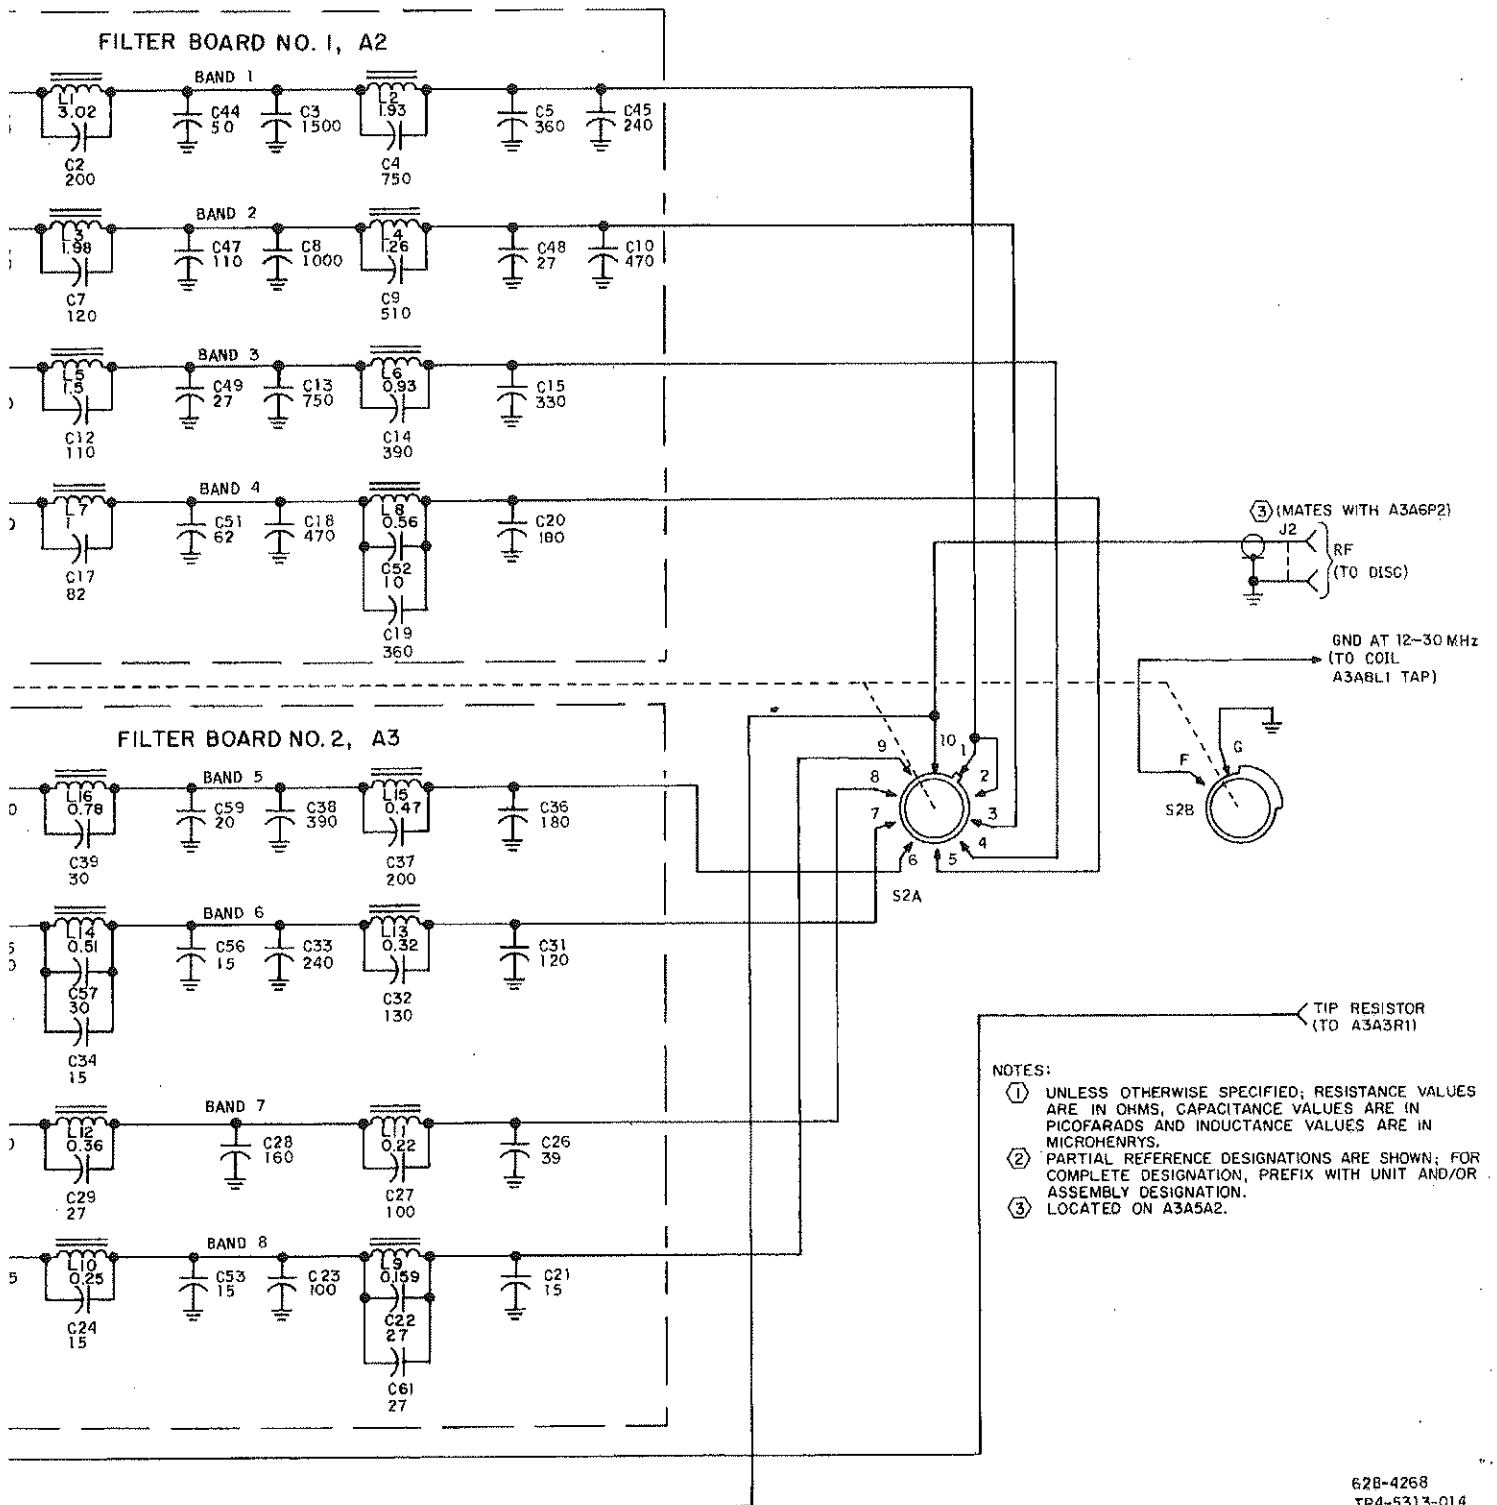 FILTER BOARD NO. 1, A2
BAND 1
L1
3.02
C2
200
C44
50
C3
1500
L2
1.93
C4
750
C5
360
C45
240
BAND 2
L3
1.98
C7
120
C47
110
C8
1000
L4
1.26
C9
510
C48
27
C10
470
BAND 3
L5
1.5
C12
110
C49
27
C13
750
L6
0.93
C14
390
C15
330
BAND 4
L7
1
C17
82
C51
62
C18
470
L8
0.56
C52
10
C19
360
C20
180
3 (MATES WITH A3A6P2)
J2
RF
(TO DISC)
GND AT 12-30 MHz
(TO COIL
A3A8L1 TAP)
FILTER BOARD NO. 2, A3
BAND 5
L16
0.78
C39
30
C59
20
C38
390
L15
0.47
C37
200
C36
180
9
10
1
8
2
7
3
6
5
4
S2A
F
G
S2B
BAND 6
L14
0.51
C57
30
C34
15
C56
15
C33
240
L13
0.32
C32
130
C31
120
BAND 7
L12
0.36
C29
27
C28
160
L11
0.22
C27
100
C26
39
BAND 8
L10
0.25
C24
15
C53
15
C23
100
L9
0.159
C22
27
C61
27
C21
15
TIP RESISTOR
(TO A3A3R1)
NOTES:
1 UNLESS OTHERWISE SPECIFIED; RESISTANCE VALUES
ARE IN OHMS, CAPACITANCE VALUES ARE IN
PICOFARADS AND INDUCTANCE VALUES ARE IN
MICROHENRYS.
2 PARTIAL REFERENCE DESIGNATIONS ARE SHOWN; FOR
COMPLETE DESIGNATION, PREFIX WITH UNIT AND/OR
ASSEMBLY DESIGNATION.
3 LOCATED ON A3A5A2.
628-4268
TP4-5313-014